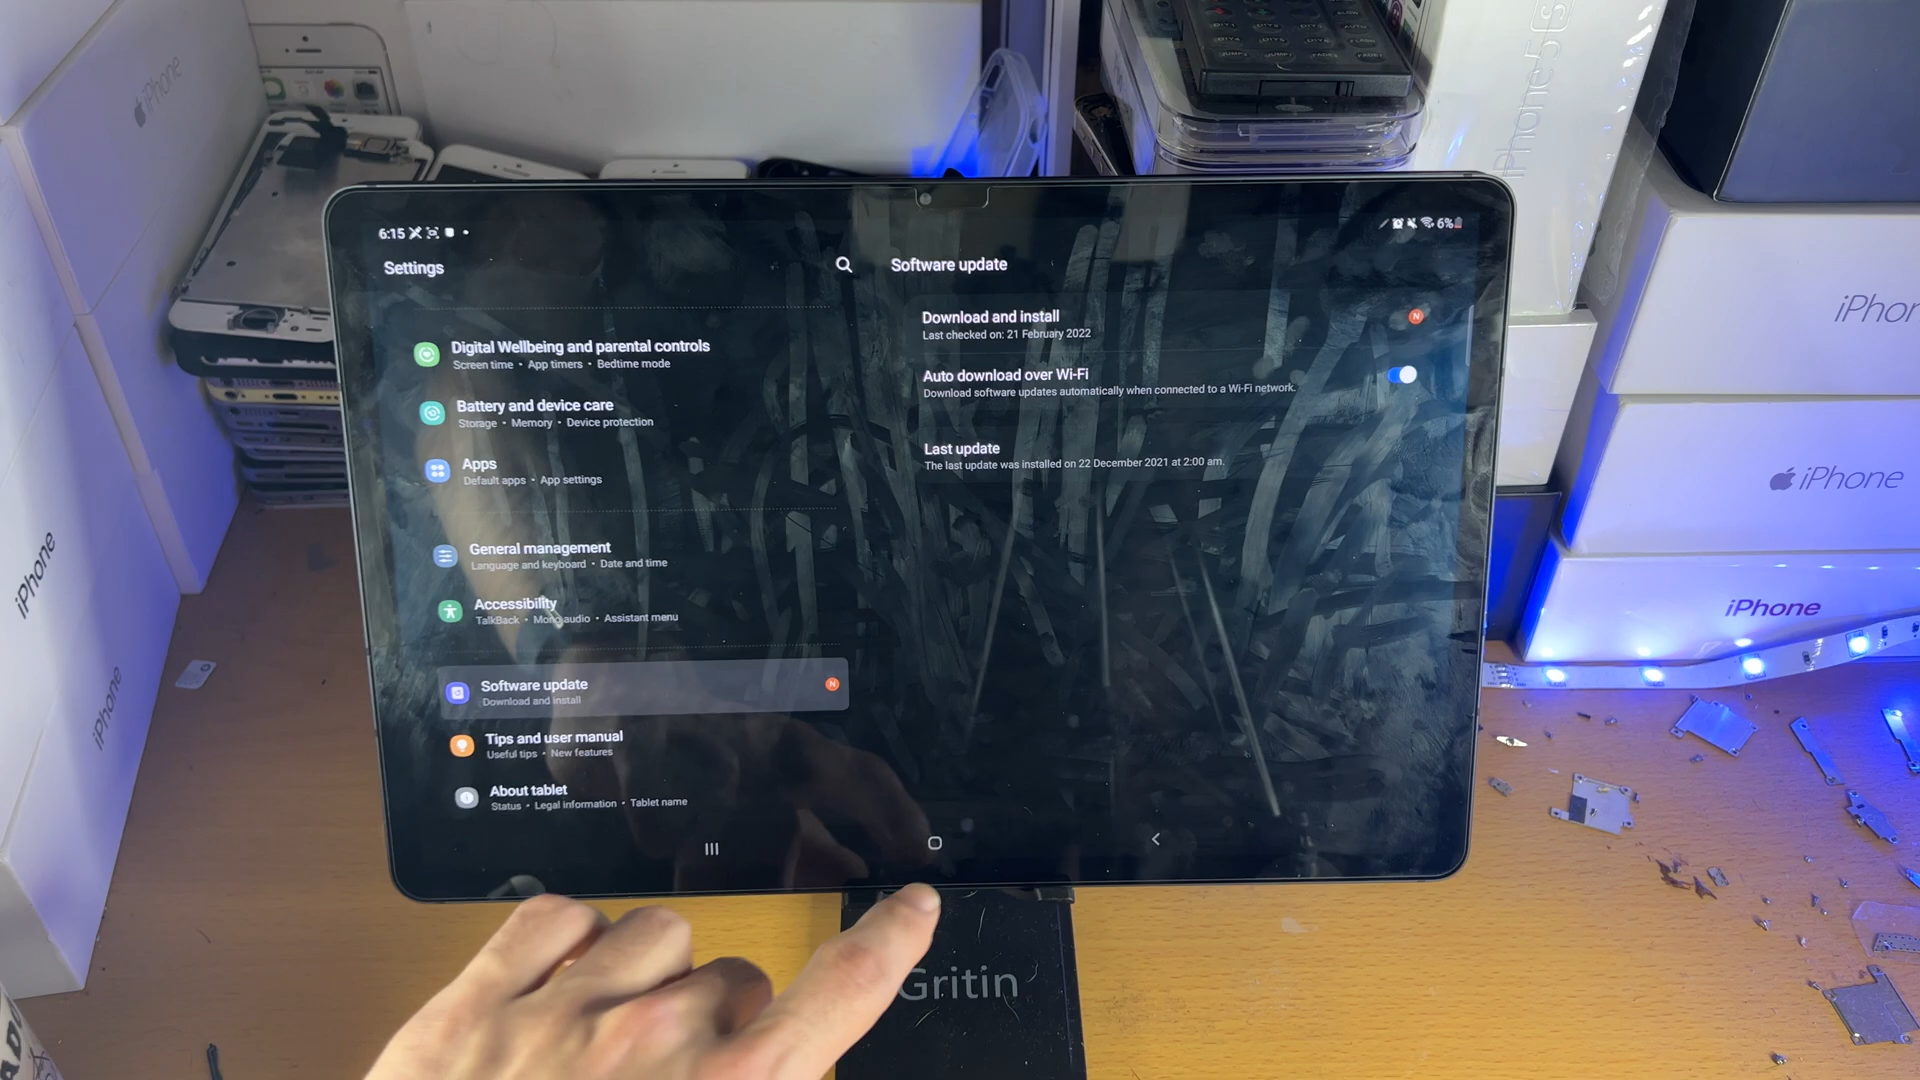 6:15
6%
Settings
Digital Wellbeing and parental controls
Screen time • App timers • Bedtime mode
Battery and device care
Storage • Memory • Device protection
Apps
Default apps • App settings
General management
Language and keyboard • Date and time
Accessibility
TalkBack • Mono audio • Assistant menu
Software update
N
Download and install
Tips and user manual
Useful tips • New features
About tablet
Status • Legal information • Tablet name
Software update
Download and install
N
Last checked on: 21 February 2022
Auto download over Wi-Fi
Download software updates automatically when connected to a Wi-Fi network.
Last update
The last update was installed on 22 December 2021 at 2:00 am.
Gritin
iPhone
iPhone
iPhone
iPhone 5 s
iPhon
iPhone
iPhone